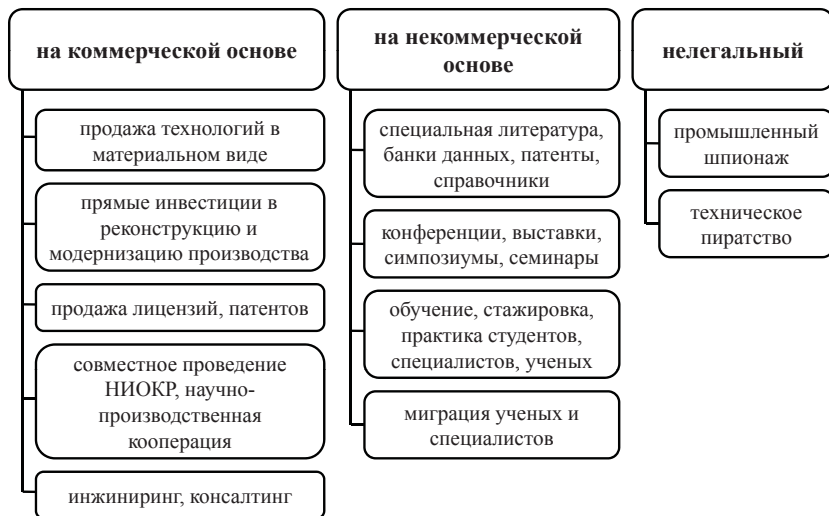 на коммерческой основе
продажа технологий в
материальном виде
прямые инвестиции в
реконструкцию и
модернизацию производства
продажа лицензий, патентов
совместное проведение
НИОКР, научно-
производственная
кооперация
инжиниринг, консалтинг
на некоммерческой
основе
специальная литература,
банки данных, патенты,
справочники
конференции, выставки,
симпозиумы, семинары
обучение, стажировка,
практика студентов,
специалистов, ученых
миграция ученых и
специалистов
нелегальный
промышленный
шпионаж
техническое
пиратство